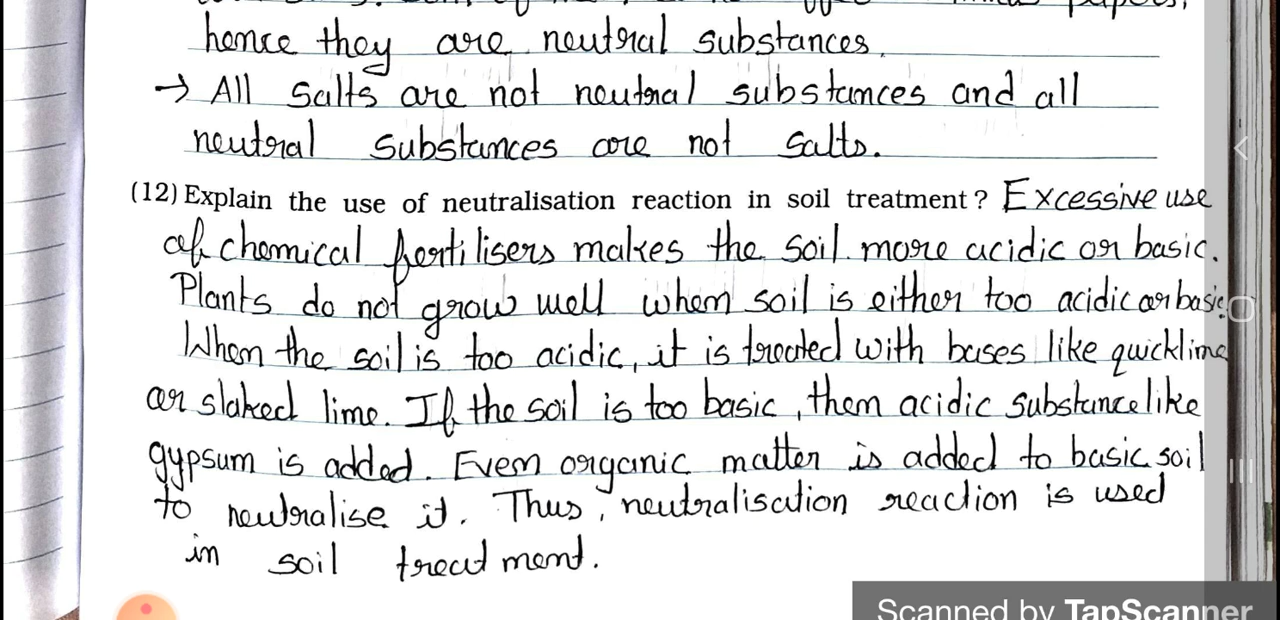 hence they are neutral substances.
→ All salts are not neutral substances and all
neutral substances are not salts.
(12) Explain the use of neutralisation reaction in soil treatment? Excessive use
of chemical fertilisers makes the soil more acidic or basic.
Plants do not grow well when soil is either too acidic or basic.
When the soil is too acidic, it is treated with bases like quicklime
or slaked lime. If the soil is too basic, then acidic substance like
gypsum is added. Even organic matter is added to basic soil
to neutralise it. Thus, neutralisation reaction is used
in soil treatment.
Scanned by TapScanner